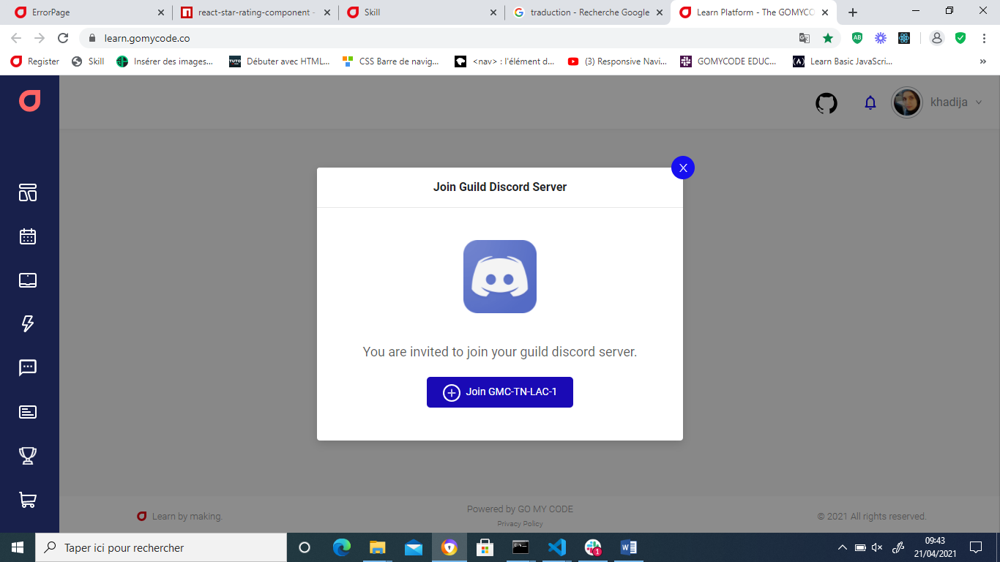 ErrorPage
react-star-rating-component -
Skill
traduction - Recherche Google
Learn Platform - The GOMYCO
learn.gomycode.co
Register
Skill
Insérer des images...
TUTO
Débuter avec HTML...
CSS Barre de navig...
<nav> : l'élément d...
(3) Responsive Navi...
GOMYCODE EDUC...
Learn Basic JavaScri...
»
khadija
X
Join Guild Discord Server
You are invited to join your guild discord server.
Join GMC-TN-LAC-1
Learn by making.
Powered by GO MY CODE
Privacy Policy
© 2021 All rights reserved.
Taper ici pour rechercher
1
09:43
21/04/2021